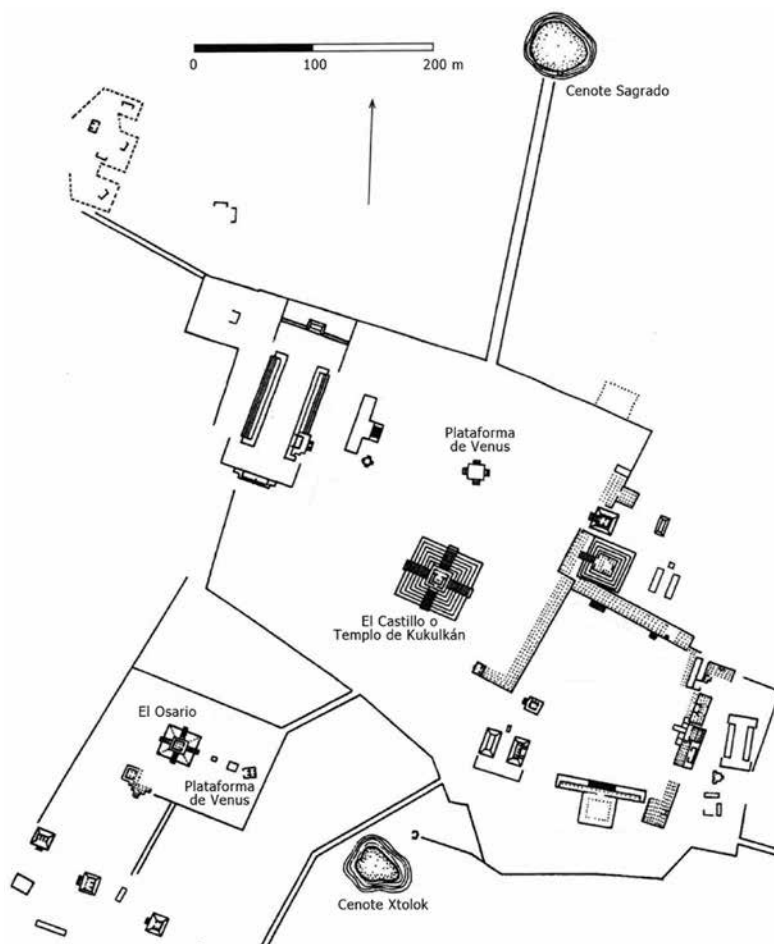 0 100 200 m
Cenote Sagrado
Plataforma
de Venus
El Castillo o
Templo de Kukulkán
El Osario
Plataforma
de Venus
Cenote Xtolok